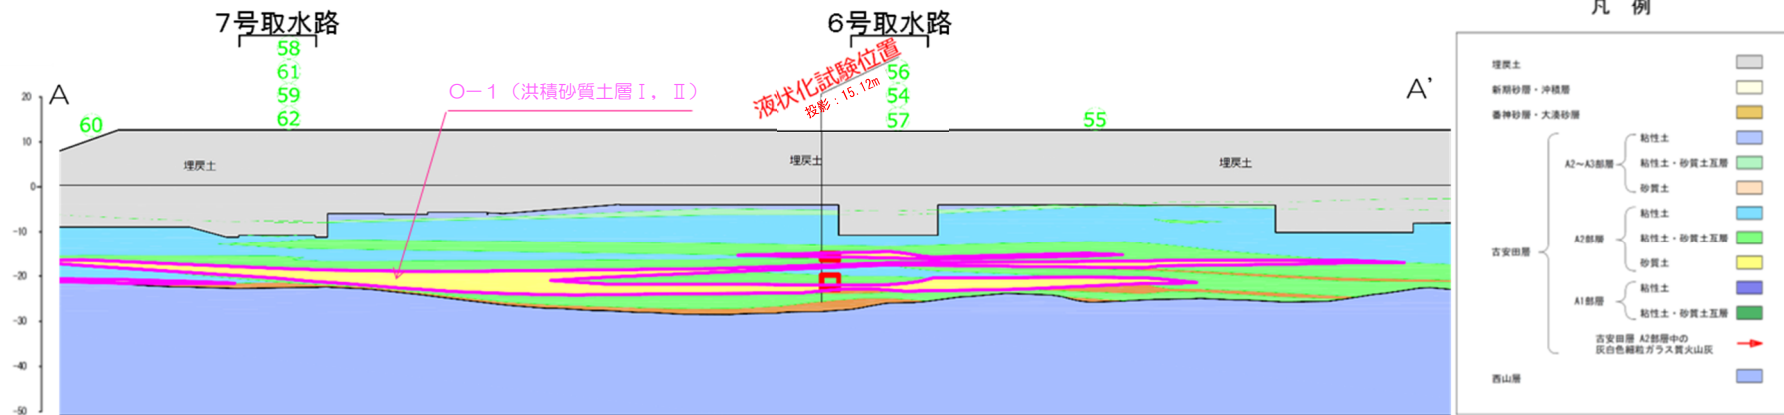 7号取水路
6号取水路
凡 例
58
61
59
62
60
56
54
57
55
液状化試験位置
投影:15.12m
O-1(洪積砂質土層Ⅰ,Ⅱ)
A
A'
20
10
0
-10
-20
-30
-40
-50
埋戻土
埋戻土
埋戻土
埋戻土
新期砂層・沖積層
番神砂層・大湊砂層
古安田層
A2~A3部層
粘性土
粘性土・砂質土互層
砂質土
A2部層
粘性土
粘性土・砂質土互層
砂質土
A1部層
粘性土
粘性土・砂質土互層
古安田層 A2部層中の
灰白色細粒ガラス質火山灰
西山層